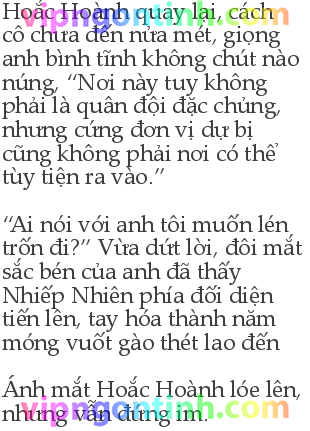 Hoắc Hoành quay lại, cách
cô chưa đến nửa mét, giọng
anh bình tĩnh không chút nào
núng, “Nơi này tuy không
phải là quân đội đặc chủng,
nhưng cứng đơn vị dự bị
cũng không phải nơi có thể
tùy tiện ra vào.”
“Ai nói với anh tôi muốn lén
trốn đi?” Vừa dứt lời, đôi mắt
sắc bén của anh đã thấy
Nhiếp Nhiên phía đối diện
tiến lên, tay hóa thành năm
móng vuốt gào thét lao đến
Ánh mắt Hoắc Hoành lóe lên,
nhưng vẫn đứng im.
vipngontinh.com
vipngontinh.com